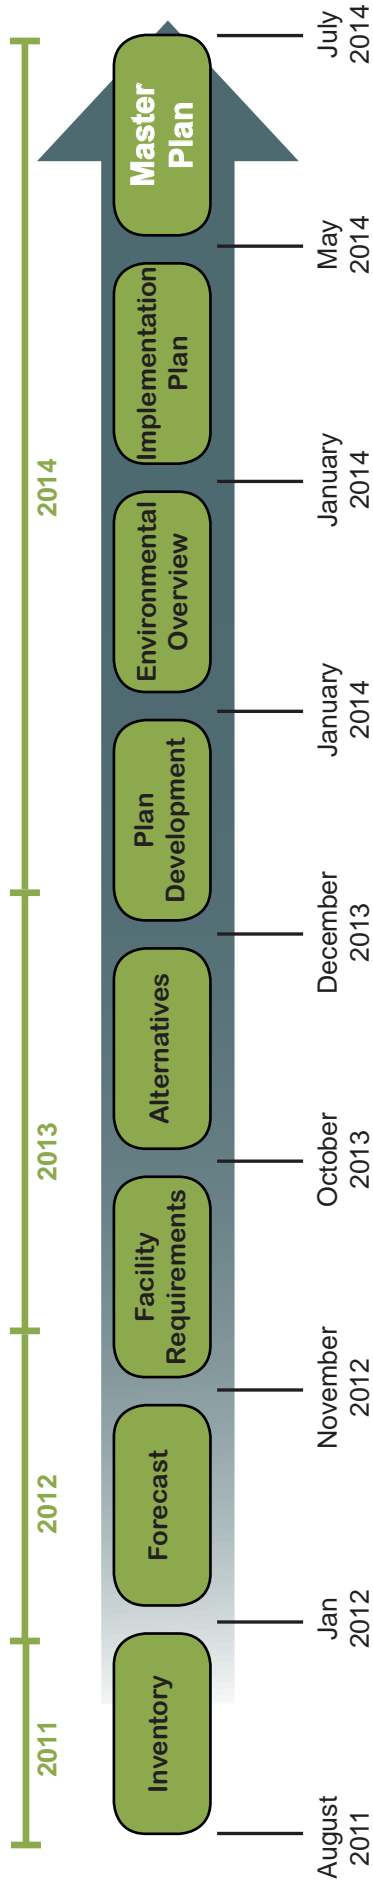 2011
2012
2013
2014
Inventory
Forecast
Facility
Requirements
Alternatives
Plan
Development
Environmental
Overview
Implementation
Plan
Master
Plan
August
2011
Jan
2012
November
2012
October
2013
December
2013
January
2014
January
2014
May
2014
July
2014